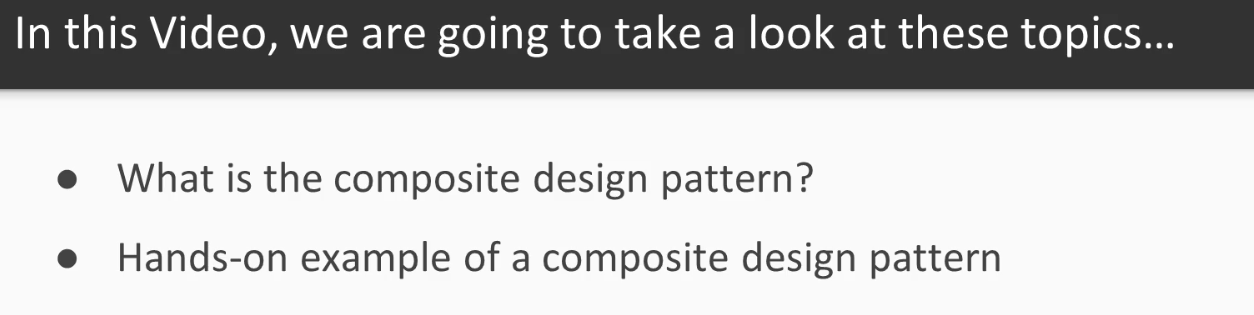 In this Video, we are going to take a look at these topics...
● What is the composite design pattern?
● Hands-on example of a composite design pattern